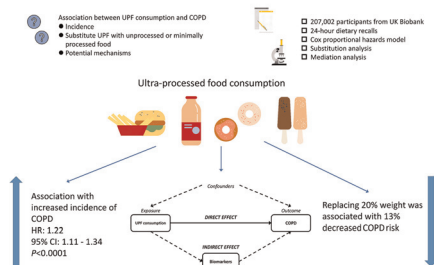 Association between UPF consumption and COPD
● Incidence
● Substitute UPF with unprocessed or minimally
processed food
● Potential mechanisms
□ 207,002 participants from UK Biobank
□ 24-hour dietary recalls
□ Cox proportional hazards model
□ Substitution analysis
□ Mediation analysis
Ultra-processed food consumption
Association with
increased incidence of
COPD
HR: 1.22
95% CI: 1.11 - 1.34
P<0.0001
Confounders
Exposure
Outcome
UPF consumption
DIRECT EFFECT
COPD
INDIRECT EFFECT
Biomarkers
Replacing 20% weight was
associated with 13%
decreased COPD risk